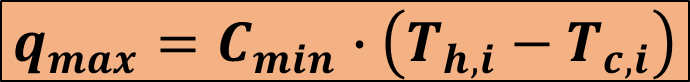 q_max = C_min · (T_h,i − T_c,i)